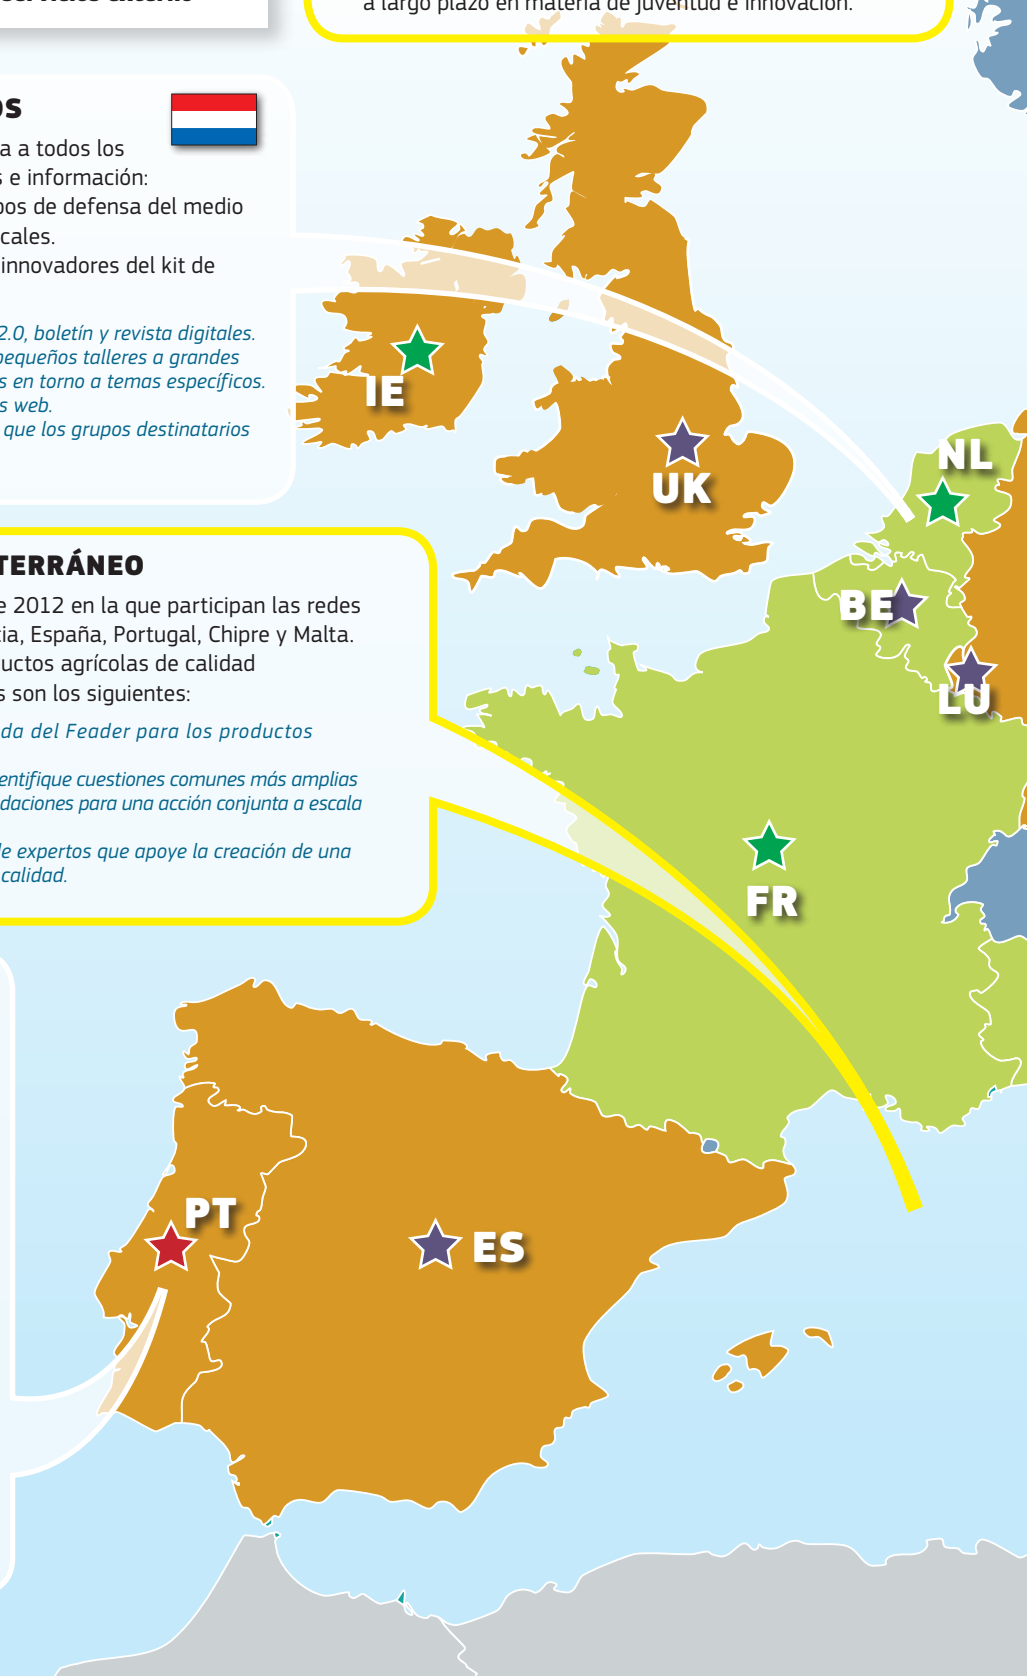 a largo plazo en materia de juventud e innovación.
OS
a a todos los
s e información:
pos de defensa del medio
cales.
innovadores del kit de
2.0, boletín y revista digitales.
pequeños talleres a grandes
s en torno a temas específicos.
s web.
que los grupos destinatarios
IE
UK
NL
BE
LU
TERRÁNEO
e 2012 en la que participan las redes
cia, España, Portugal, Chipre y Malta.
uctos agrícolas de calidad
s son los siguientes:
da del Feader para los productos
entifique cuestiones comunes más amplias
daciones para una acción conjunta a escala
de expertos que apoye la creación de una
calidad.
FR
PT
ES